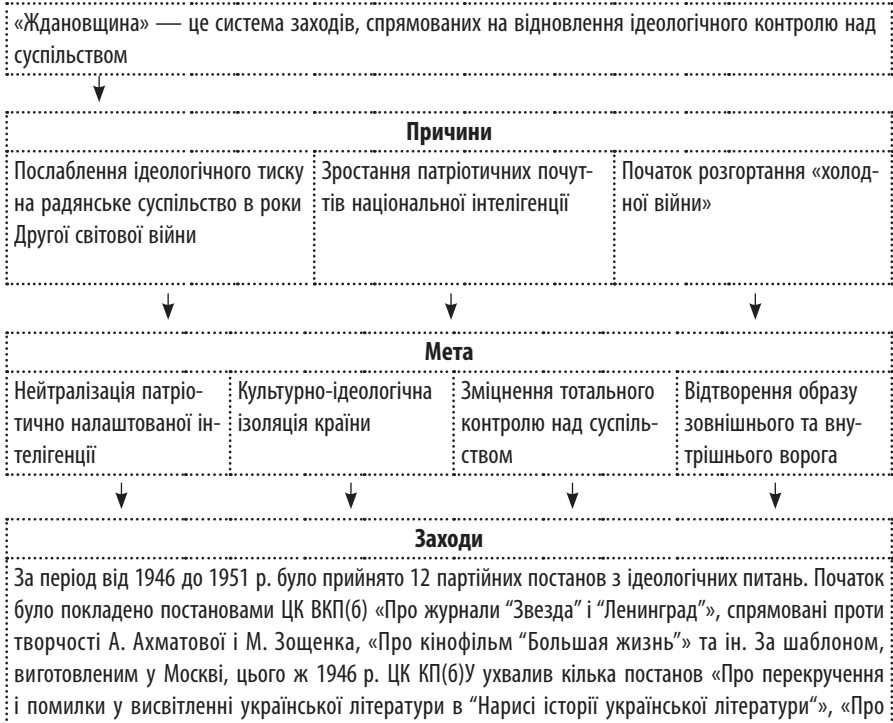 «Ждановщина» — це система заходів, спрямованих на відновлення ідеологічного контролю над
суспільством
Причини
Послаблення ідеологічного тиску
на радянське суспільство в роки
Другої світової війни
Зростання патріотичних почут-
тів національної інтелігенції
Початок розгортання «холод-
ної війни»
Мета
Нейтралізація патріо-
тично налаштованої ін-
телігенції
Культурно-ідеологічна
ізоляція країни
Зміцнення тотального
контролю над суспіль-
ством
Відтворення образу
зовнішнього та вну-
трішнього ворога
Заходи
За період від 1946 до 1951 р. було прийнято 12 партійних постанов з ідеологічних питань. Початок
було покладено постановами ЦК ВКП(б) «Про журнали “Звезда” і “Ленинград”», спрямовані проти
творчості А. Ахматової і М. Зощенка, «Про кінофільм “Большая жизнь”» та ін. За шаблоном,
виготовленим у Москві, цього ж 1946 р. ЦК КП(б)У ухвалив кілька постанов «Про перекручення
і помилки у висвітленні української літератури в “Нарисі історії української літератури“», «Про